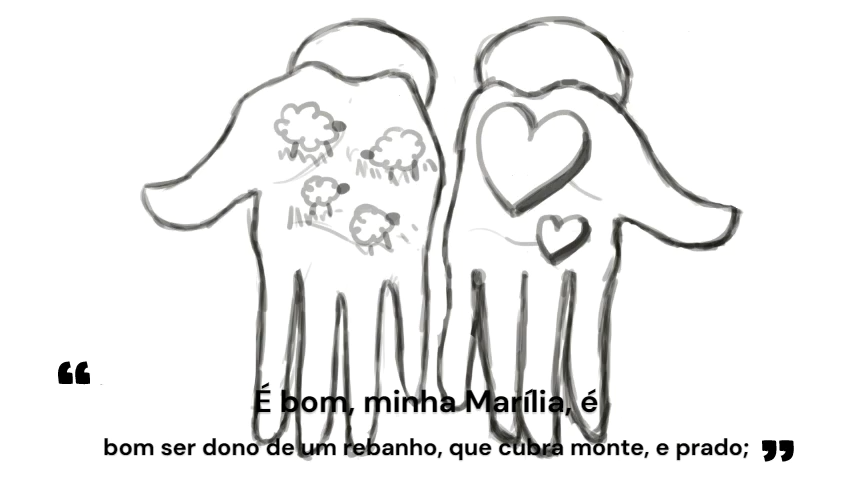 “ É bom, minha Marília, é
bom ser dono de um rebanho, que cubra monte, e prado; ”